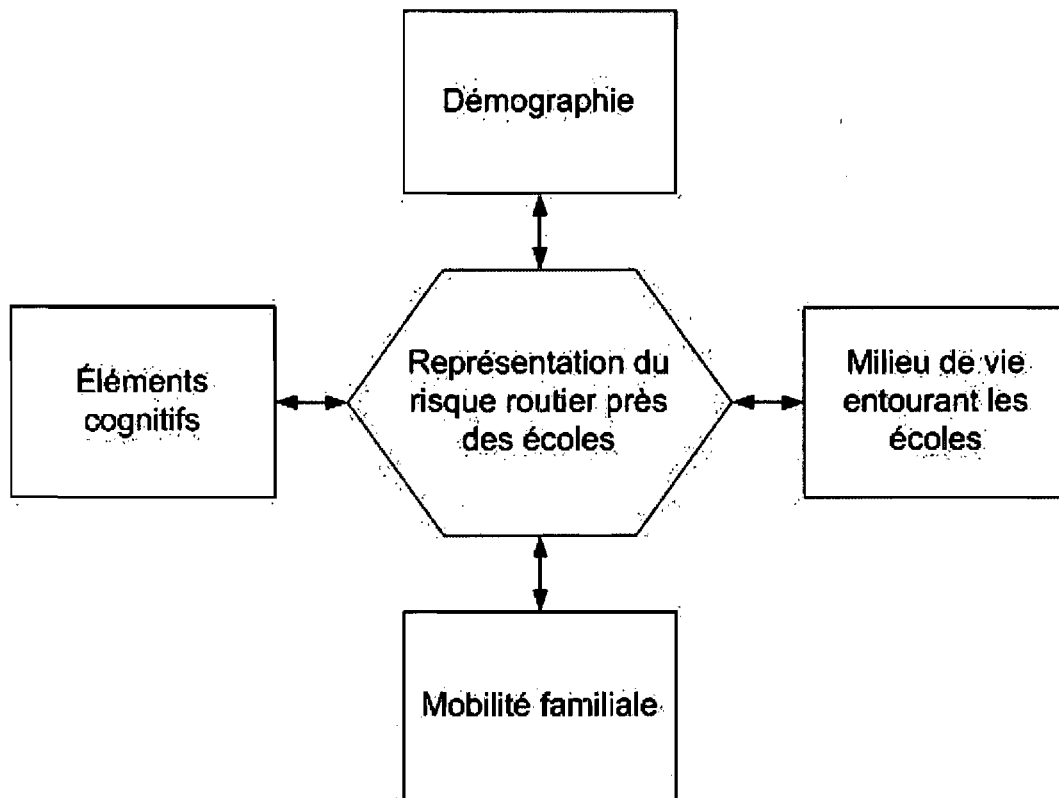 Démographie
Éléments
cognitifs
Représentation du
risque routier près
des écoles
Milieu de vie
entourant les
écoles
Mobilité familiale